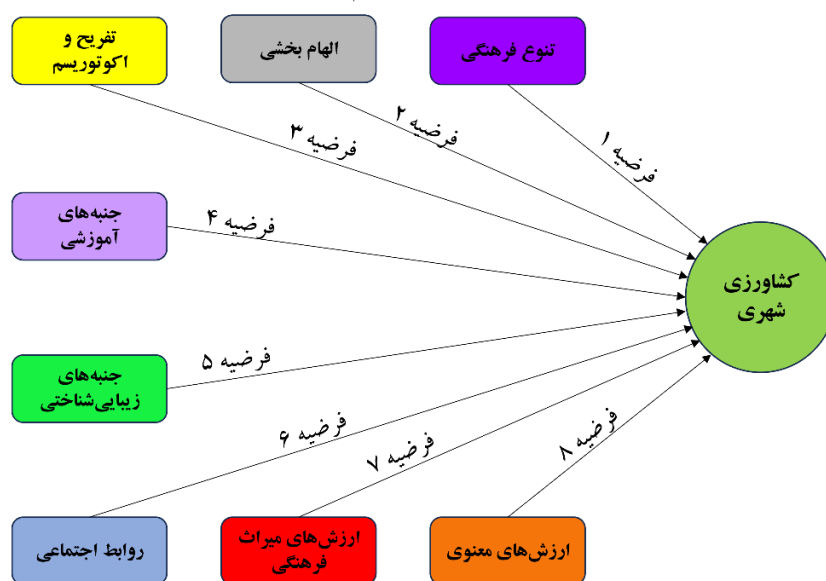 تنوع فرهنگی
الهام بخشی
تفریح و
اکوتوریسم
فرضیه ۱
فرضیه ۲
فرضیه ۳
جنبه‌های
آموزشی
فرضیه ۴
کشاورزی
شهری
جنبه‌های
زیبایی‌شناختی
فرضیه ۵
فرضیه ۶
فرضیه ۷
فرضیه ۸
ارزش‌های معنوی
ارزش‌های میراث
فرهنگی
روابط اجتماعی